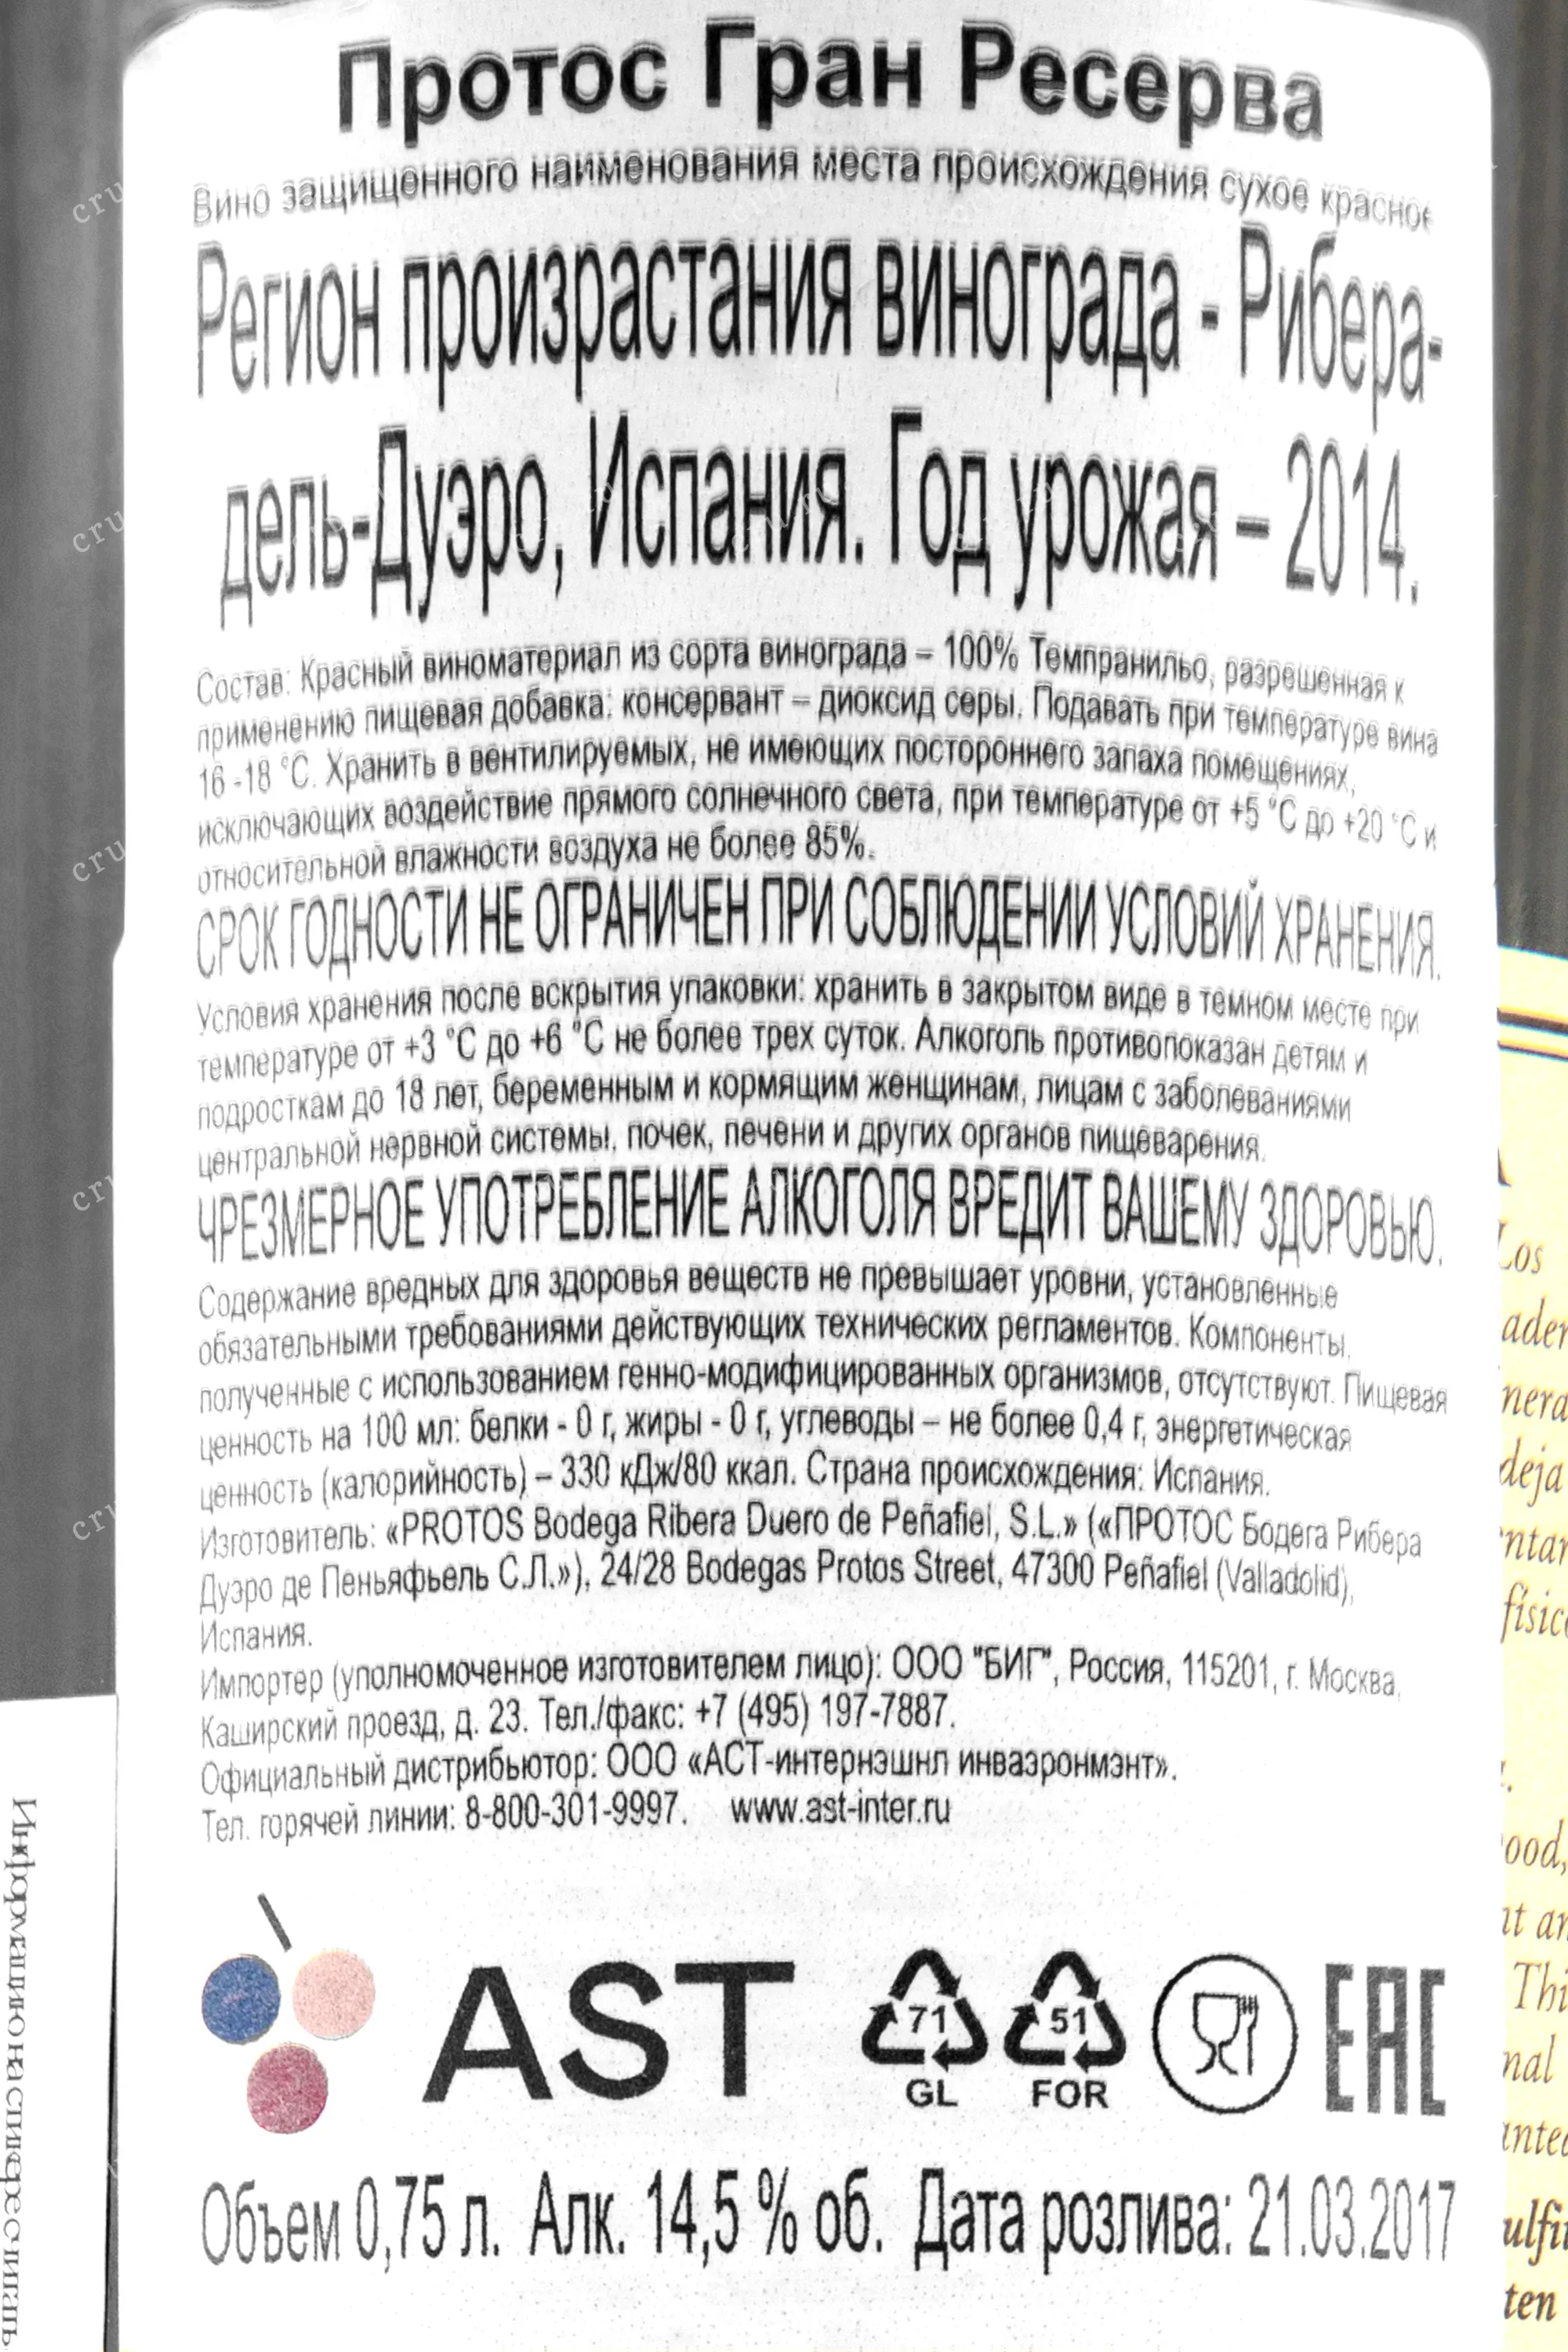 Протос Гран Ресерва
Вино защищенного наименования места происхождения сухое красное
Регион произрастания винограда - Рибера-
дель-Дуэро, Испания. Год урожая – 2014.
Состав: Красный виноматериал из сорта винограда – 100% Темпранильо, разрешенная к
применению пищевая добавка: консервант – диоксид серы. Подавать при температуре вина
16 -18 °С. Хранить в вентилируемых, не имеющих постороннего запаха помещениях,
исключающих воздействие прямого солнечного света, при температуре от +5 °С до +20 °С и
относительной влажности воздуха не более 85%.
СРОК ГОДНОСТИ НЕ ОГРАНИЧЕН ПРИ СОБЛЮДЕНИИ УСЛОВИЙ ХРАНЕНИЯ.
Условия хранения после вскрытия упаковки: хранить в закрытом виде в темном месте при
температуре от +3 °С до +6 °С не более трех суток. Алкоголь противопоказан детям и
подросткам до 18 лет, беременным и кормящим женщинам, лицам с заболеваниями
центральной нервной системы, почек, печени и других органов пищеварения.
ЧРЕЗМЕРНОЕ УПОТРЕБЛЕНИЕ АЛКОГОЛЯ ВРЕДИТ ВАШЕМУ ЗДОРОВЬЮ.
Содержание вредных для здоровья веществ не превышает уровни, установленные
обязательными требованиями действующих технических регламентов. Компоненты,
полученные с использованием генно-модифицированных организмов, отсутствуют. Пищевая
ценность на 100 мл: белки - 0 г, жиры - 0 г, углеводы – не более 0,4 г, энергетическая
ценность (калорийность) – 330 кДж/80 ккал. Страна происхождения: Испания.
Изготовитель: «PROTOS Bodega Ribera Duero de Peñafiel, S.L.» («ПРОТОС Бодега Рибера
Дуэро де Пеньяфьель С.Л.»), 24/28 Bodegas Protos Street, 47300 Peñafiel (Valladolid),
Испания.
Импортер (уполномоченное изготовителем лицо): ООО "БИГ", Россия, 115201, г. Москва,
Каширский проезд, д. 23. Тел./факс: +7 (495) 197-7887.
Официальный дистрибьютор: ООО «АСТ-интернэшнл инваэронмэнт».
Тел. горячей линии: 8-800-301-9997. www.ast-inter.ru
AST 71 GL 51 FOR EAC
Объем 0,75 л. Алк. 14,5 % об. Дата розлива: 21.03.2017
Los
deja
Thi
ten